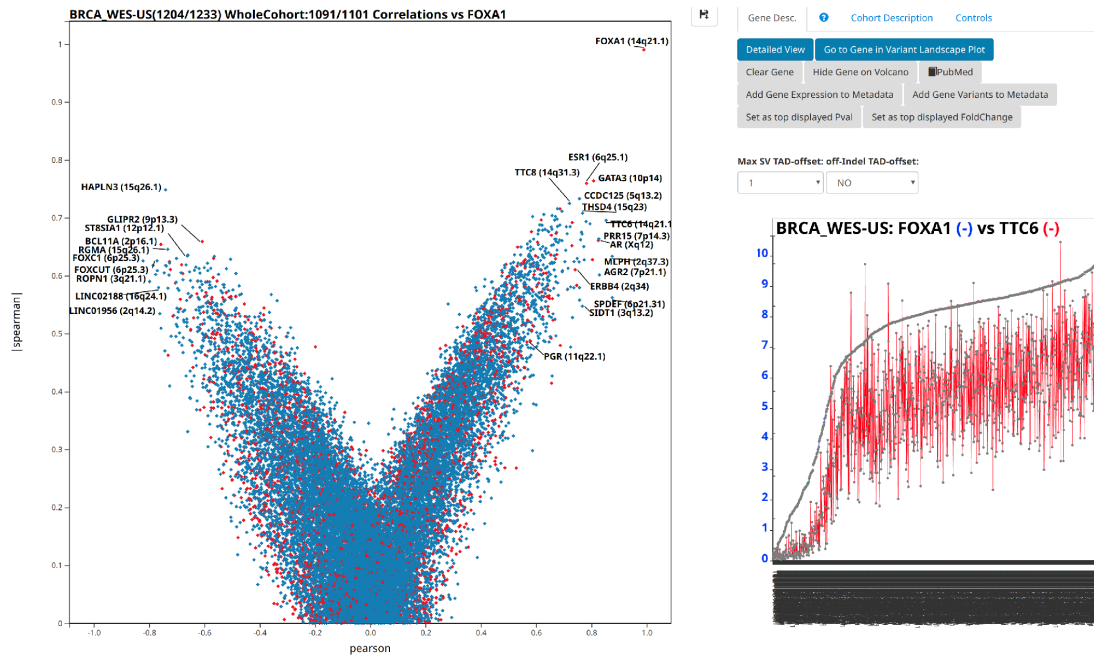 BRCA_WES-US(1204/1233) WholeCohort:1091/1101 Correlations vs FOXA1
FOXA1 (14q21.1)
ESR1 (6q25.1)
TTC8 (14q31.3)
GATA3 (10p14)
HAPLN3 (15q26.1)
CCDC125 (5q13.2)
THSD4 (15q23)
GLIPR2 (9p13.3)
TTC6 (14q21.1
ST8SIA1 (12p12.1)
PRR15 (7p14.3)
BCL11A (2p16.1)
AR (Xq12)
RGMA (15q26.1)
FOXC1 (6p25.3)
MLPH (2q37.3)
FOXCUT (6p25.3)
AGR2 (7p21.1)
ROPN1 (3q21.1)
ERBB4 (2q34)
LINC02188 (16q24.1)
SPDEF (6p21.31)
LINC01956 (2q14.2)
SIDT1 (3q13.2)
PGR (11q22.1)
1
0.9
0.8
0.7
0.6
0.5
0.4
0.3
0.2
0.1
0
|spearman|
-1.0 -0.8 -0.6 -0.4 -0.2 0.0 0.2 0.4 0.6 0.8 1.0
pearson
Gene Desc. ? Cohort Description Controls
Detailed View Go to Gene in Variant Landscape Plot
Clear Gene Hide Gene on Volcano PubMed
Add Gene Expression to Metadata Add Gene Variants to Metadata
Set as top displayed Pval Set as top displayed FoldChange
Max SV TAD-offset: off-Indel TAD-offset:
1 NO
BRCA_WES-US: FOXA1 (-) vs TTC6 (-)
10
9
8
7
6
5
4
3
2
1
0